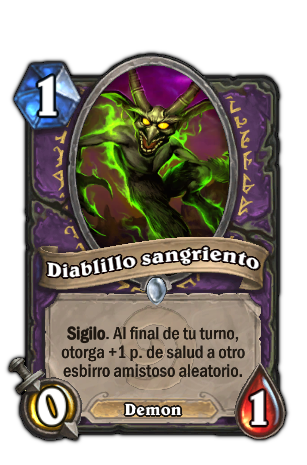 1
Diablillo sangriento
Sigilo. Al final de tu turno,
otorga +1 p. de salud a otro
esbirro amistoso aleatorio.
0
Demon
1